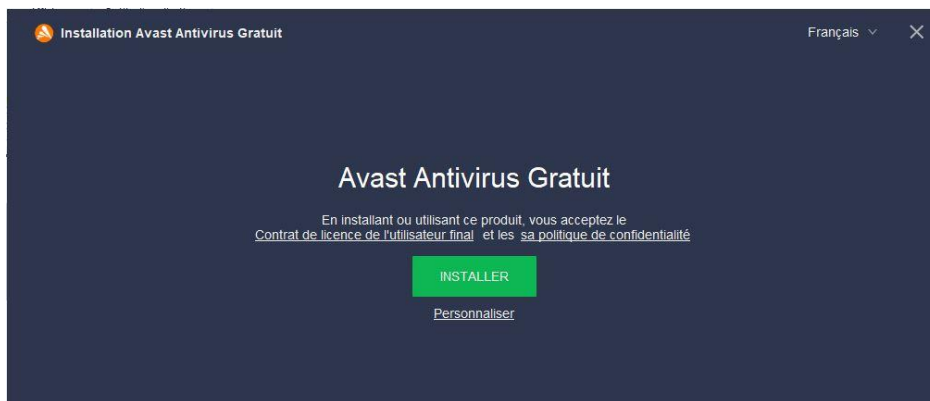 Installation Avast Antivirus Gratuit
Français
Avast Antivirus Gratuit
En installant ou utilisant ce produit, vous acceptez le
Contrat de licence de l'utilisateur final et les sa politique de confidentialité
INSTALLER
Personnaliser